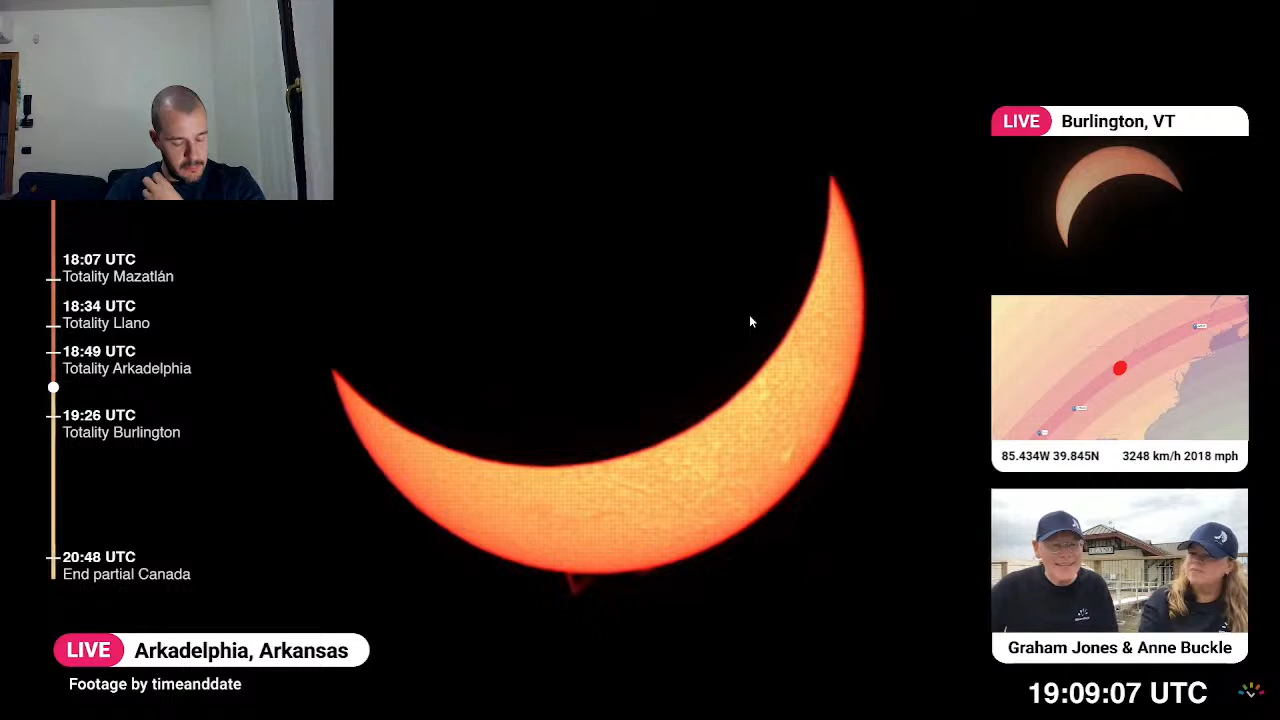 LIVE Burlington, VT
18:07 UTC
Totality Mazatlán
18:34 UTC
Totality Llano
18:49 UTC
Totality Arkadelphia
19:26 UTC
Totality Burlington
20:48 UTC
End partial Canada
85.434W 39.845N 3248 km/h 2018 mph
LIVE Arkadelphia, Arkansas
Footage by timeanddate
Graham Jones & Anne Buckle
19:09:07 UTC